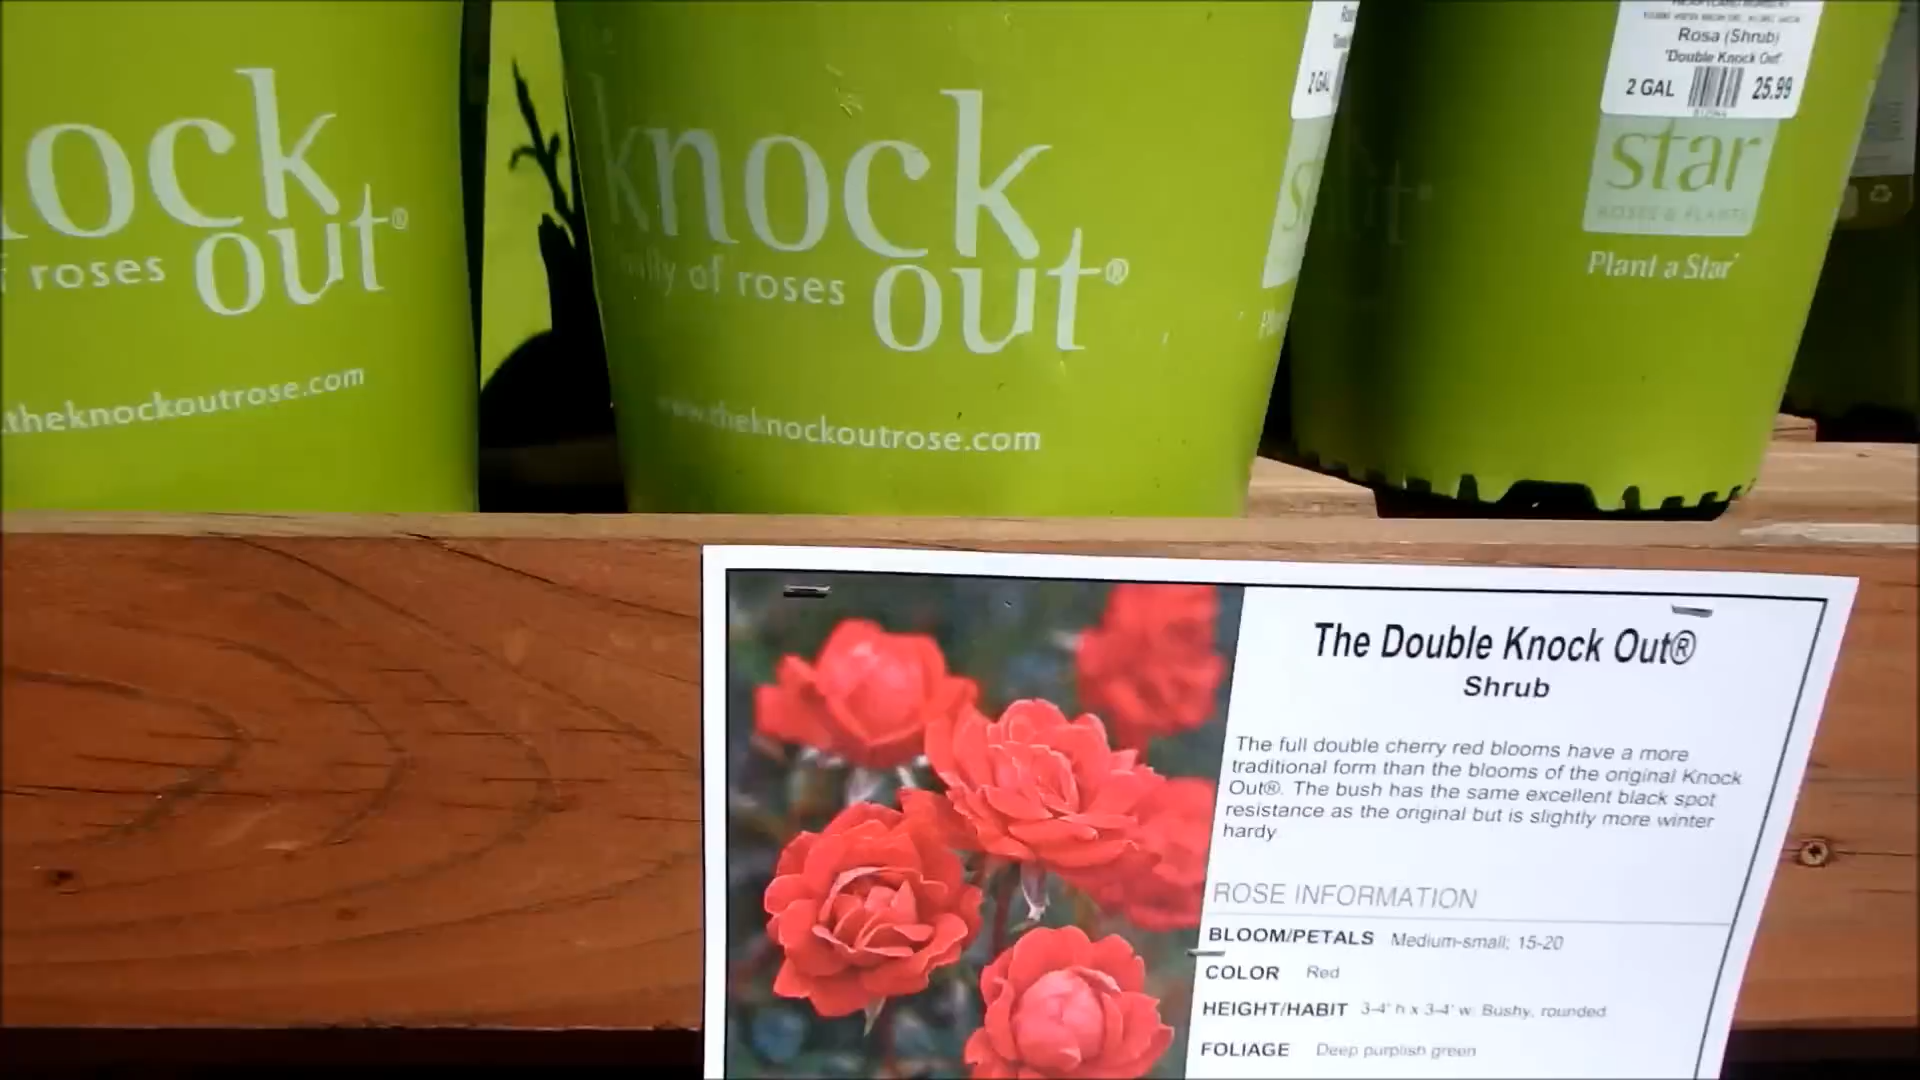 ock
roses out®
.theknockoutrose.com
knock
of roses out®
www.theknockoutrose.com
2 GAL
Rosa (Shrub)
'Double Knock Out'
2 GAL 25.99
star
ROSES & PLANTS
Plant a Star
The Double Knock Out®
Shrub
The full double cherry red blooms have a more
traditional form than the blooms of the original Knock
Out®. The bush has the same excellent black spot
resistance as the original but is slightly more winter
hardy
ROSE INFORMATION
BLOOM/PETALS Medium-small; 15-20
COLOR Red
HEIGHT/HABIT 3-4' h x 3-4' w Bushy, rounded
FOLIAGE Deep purplish green